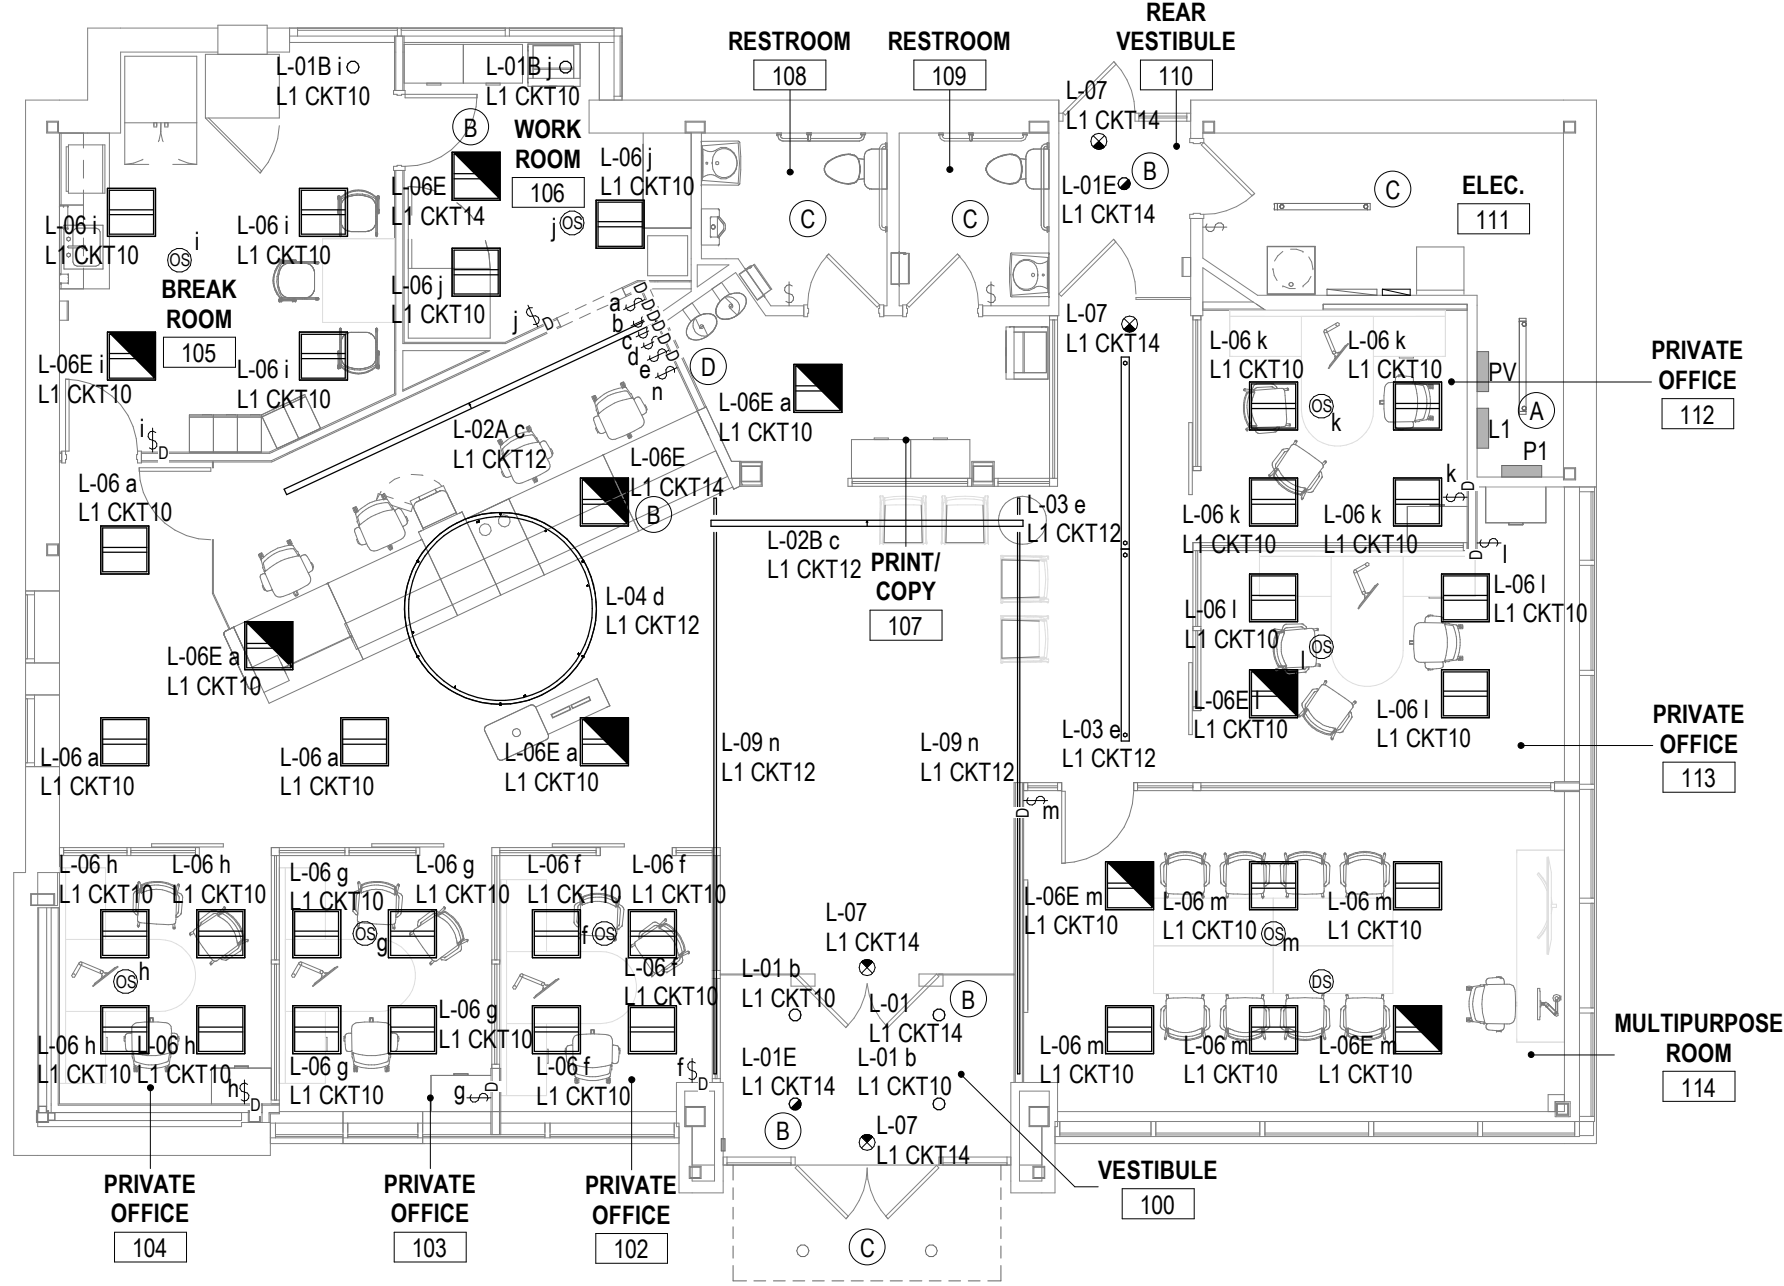 REAR
VESTIBULE
110
RESTROOM
108
RESTROOM
109
L-01B i
L1 CKT10
L-01B j
L1 CKT10
B
WORK
ROOM
106
L-06 j
L1 CKT10
L-07
L1 CKT14
B
L-01E
L1 CKT14
C
C
C
ELEC.
111
L-06E
L1 CKT14
j
OS
L-06 i
L1 CKT10
i
OS
L-06 i
L1 CKT10
BREAK
ROOM
105
L-06 j
L1 CKT10
L-06E i
L1 CKT10
L-06 i
L1 CKT10
j $ D
a
b
c
d
e
n
D
$
$
$
L-07
L1 CKT14
L-06 k
L1 CKT10
L-06 k
L1 CKT10
PRIVATE
OFFICE
112
PV
A
L1
P1
OS
k
L-06E a
L1 CKT10
i $ D
L-02A c
L1 CKT12
L-06E
L1 CKT14
B
L-06 a
L1 CKT10
k
$ D
L-06 k
L1 CKT10
L-06 k
L1 CKT10
L-03 e
L1 CKT12
L-02B c
L1 CKT12
PRINT/
COPY
107
D $
l
L-04 d
L1 CKT12
L-06 l
L1 CKT10
L-06 l
L1 CKT10
OS
l
L-06E a
L1 CKT10
L-06E l
L1 CKT10
L-06 l
L1 CKT10
PRIVATE
OFFICE
113
L-06 a
L1 CKT10
L-06 a
L1 CKT10
L-06E a
L1 CKT10
L-09 n
L1 CKT12
L-09 n
L1 CKT12
L-03 e
L1 CKT12
D $ m
L-06 h
L1 CKT10
L-06 h
L1 CKT10
L-06 g
L1 CKT10
L-06 g
L1 CKT10
L-06 f
L1 CKT10
L-06 f
L1 CKT10
L-06E m
L1 CKT10
L-06 m
L1 CKT10
L-06 m
L1 CKT10
OS
m
DS
OS
h
OS
g
f
OS
L-07
L1 CKT14
L-06 f
L1 CKT10
L-01 b
L1 CKT10
L-01
L1 CKT14
B
L-06 h
L1 CKT10
L-06 h
L1 CKT10
L-06 g
L1 CKT10
L-06 g
L1 CKT10
L-06 f
L1 CKT10
L-01E
L1 CKT14
L-01 b
L1 CKT10
L-06 m
L1 CKT10
L-06 m
L1 CKT10
L-06E m
L1 CKT10
MULTIPURPOSE
ROOM
114
h $ D
g $ D
f $ D
B
L-07
L1 CKT14
PRIVATE
OFFICE
104
PRIVATE
OFFICE
103
PRIVATE
OFFICE
102
VESTIBULE
100
C